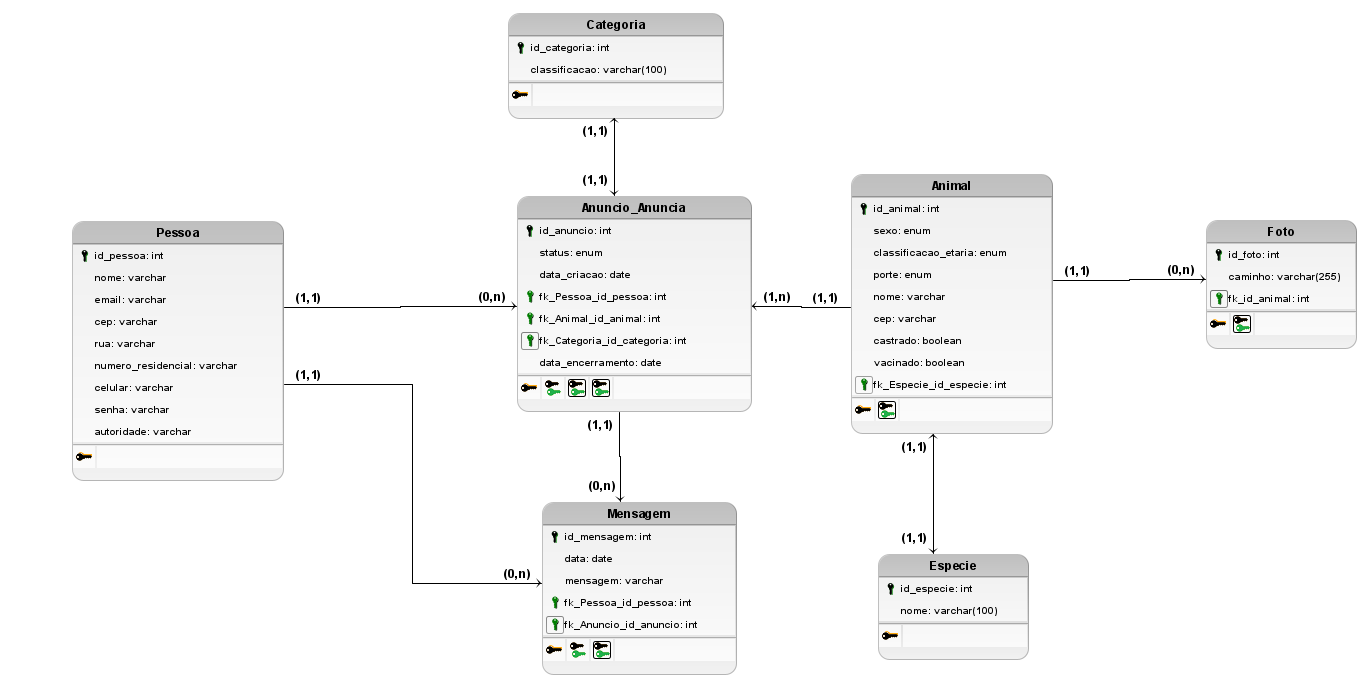 Categoria
id_categoria: int
classificacao: varchar(100)
(1,1)
(1,1)
Anuncio_Anuncia
id_anuncio: int
status: enum
data_criacao: date
fk_Pessoa_id_pessoa: int
fk_Animal_id_animal: int
fk_Categoria_id_categoria: int
data_encerramento: date
Pessoa
id_pessoa: int
nome: varchar
email: varchar
cep: varchar
rua: varchar
numero_residencial: varchar
celular: varchar
senha: varchar
autoridade: varchar
(1,1)
(0,n)
(1,1)
(0,n)
(1,n)
(1,1)
Animal
id_animal: int
sexo: enum
classificacao_etaria: enum
porte: enum
nome: varchar
cep: varchar
castrado: boolean
vacinado: boolean
fk_Especie_id_especie: int
(1,1)
(0,n)
Foto
id_foto: int
caminho: varchar(255)
fk_id_animal: int
(1,1)
(0,n)
Mensagem
id_mensagem: int
data: date
mensagem: varchar
fk_Pessoa_id_pessoa: int
fk_Anuncio_id_anuncio: int
(1,1)
(1,1)
Especie
id_especie: int
nome: varchar(100)